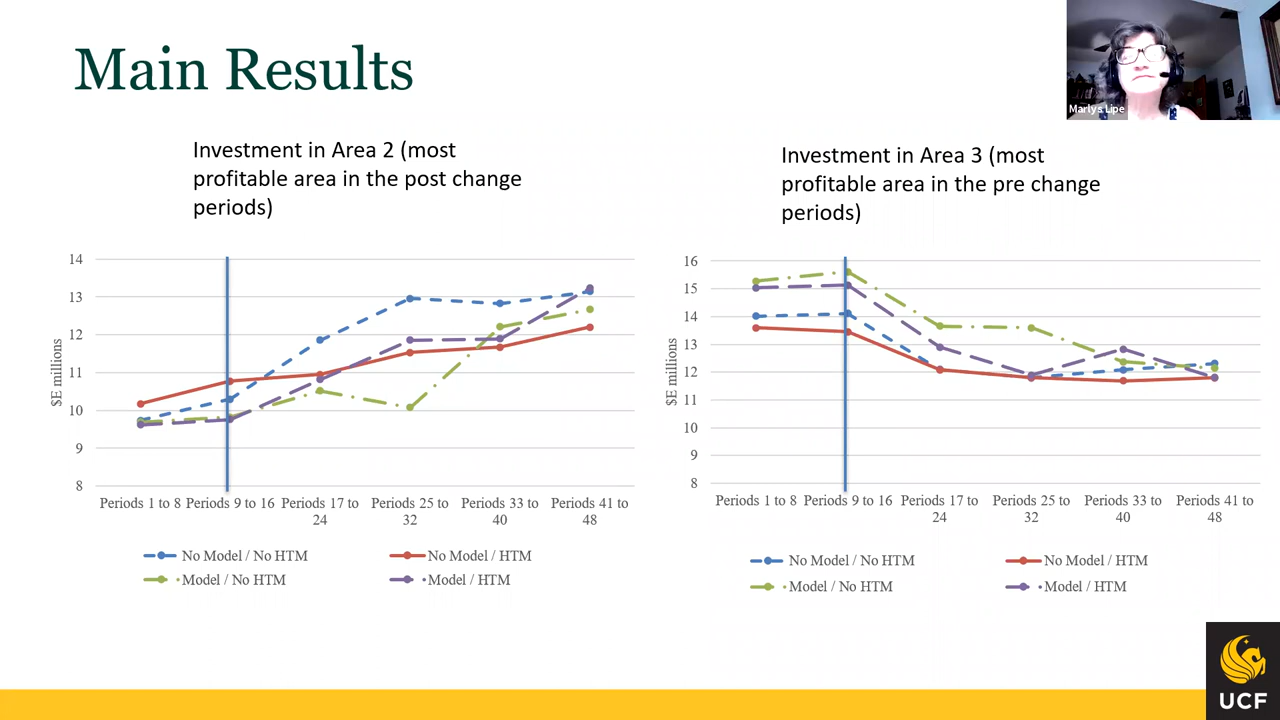 Main Results
Marlys Lipe
Investment in Area 2 (most
profitable area in the post change
periods)
14
13
12
11
10
9
8
$E millions
Periods 1 to 8
Periods 9 to 16
Periods 17 to
24
Periods 25 to
32
Periods 33 to
40
Periods 41 to
48
No Model / No HTM
No Model / HTM
Model / No HTM
Model / HTM
Investment in Area 3 (most
profitable area in the pre change
periods)
16
15
14
13
12
11
10
9
8
$E millions
Periods 1 to 8
Periods 9 to 16
Periods 17 to
24
Periods 25 to
32
Periods 33 to
40
Periods 41 to
48
No Model / No HTM
No Model / HTM
Model / No HTM
Model / HTM
UCF